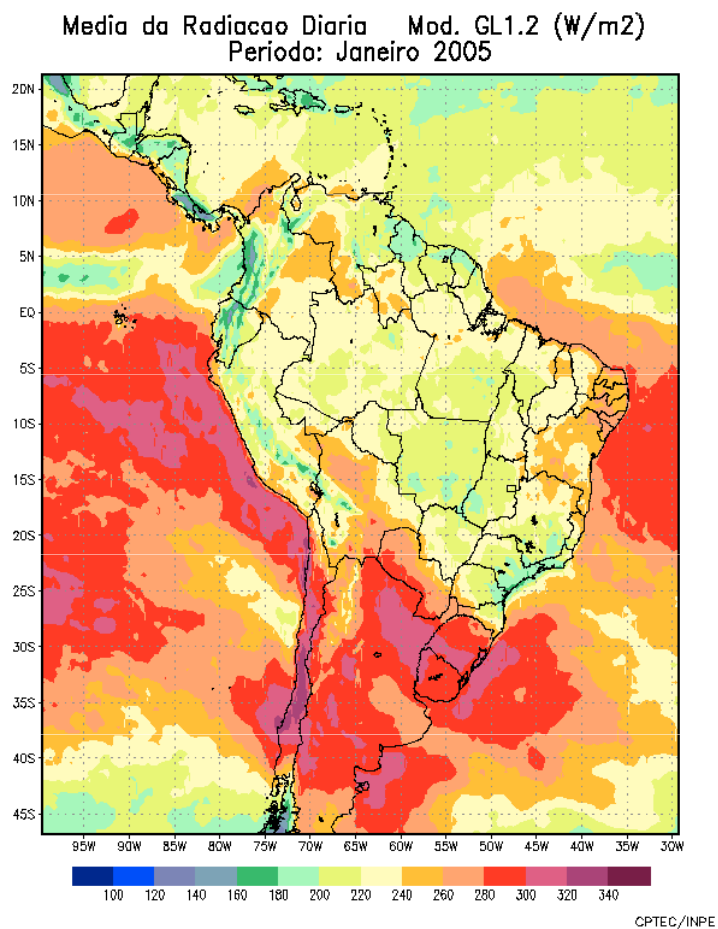 Media da Radiacao Diaria Mod. GL1.2 (W/m2)
Periodo: Janeiro 2005
20N
15N
10N
5N
EQ
5S
10S
15S
20S
25S
30S
35S
40S
45S
95W 90W 85W 80W 75W 70W 65W 60W 55W 50W 45W 40W 35W 30W
100 120 140 160 180 200 220 240 260 280 300 320 340
CPTEC/INPE